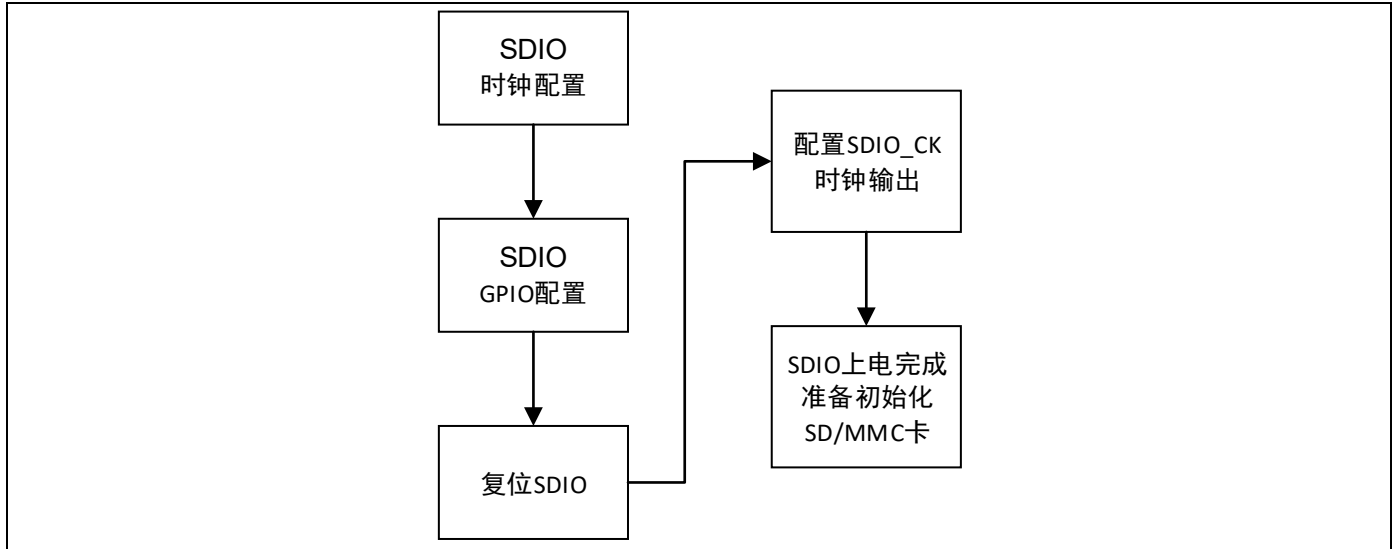 SDIO
时钟配置
SDIO
GPIO配置
复位SDIO
配置SDIO_CK
时钟输出
SDIO上电完成
准备初始化
SD/MMC卡